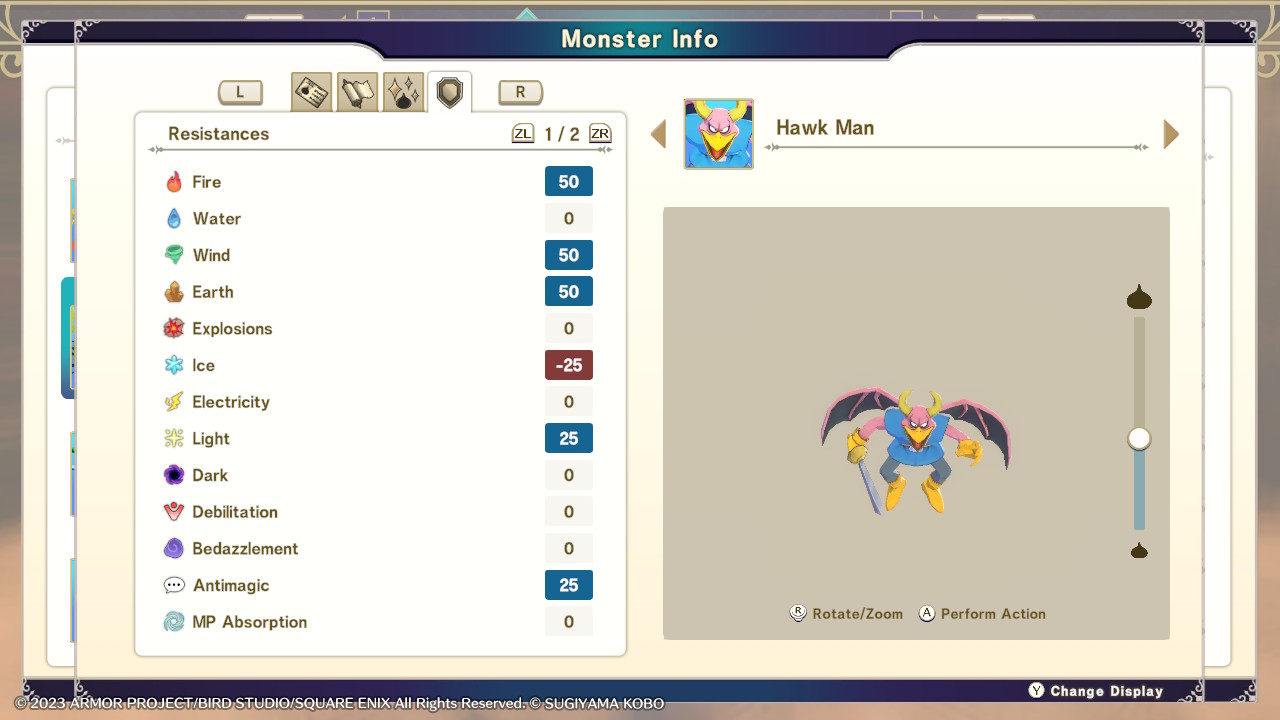 Monster Info
L
R
Resistances
ZL 1 / 2 ZR
Fire 50
Water 0
Wind 50
Earth 50
Explosions 0
Ice -25
Electricity 0
Light 25
Dark 0
Debilitation 0
Bedazzlement 0
Antimagic 25
MP Absorption 0
Hawk Man
R Rotate/Zoom A Perform Action
Y Change Display
© 2023 ARMOR PROJECT/BIRD STUDIO/SQUARE ENIX All Rights Reserved. © SUGIYAMA KOBO